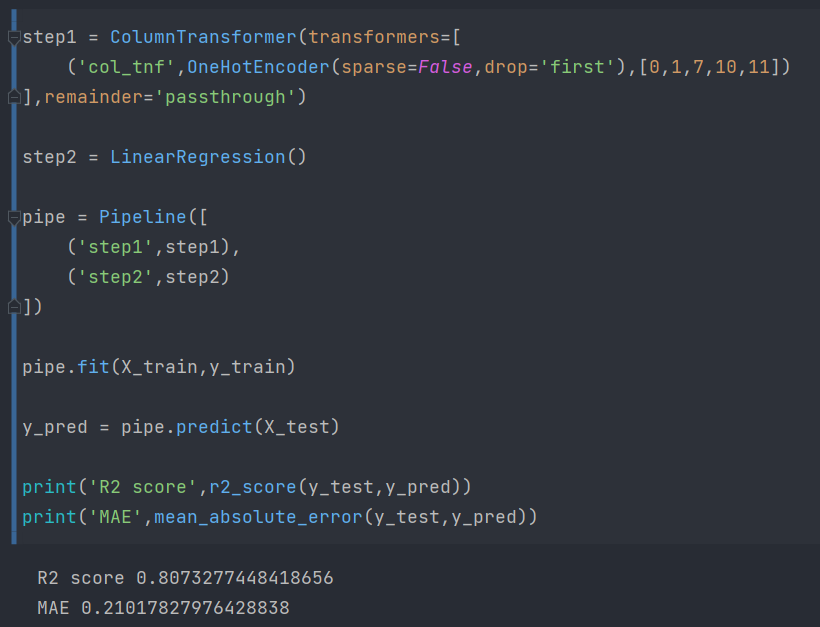 step1 = ColumnTransformer(transformers=[
    ('col_tnf',OneHotEncoder(sparse=False,drop='first'),[0,1,7,10,11])
],remainder='passthrough')
step2 = LinearRegression()
pipe = Pipeline([
    ('step1',step1),
    ('step2',step2)
])
pipe.fit(X_train,y_train)
y_pred = pipe.predict(X_test)
print('R2 score',r2_score(y_test,y_pred))
print('MAE',mean_absolute_error(y_test,y_pred))
R2 score 0.8073277448418656
MAE 0.21017827976428838